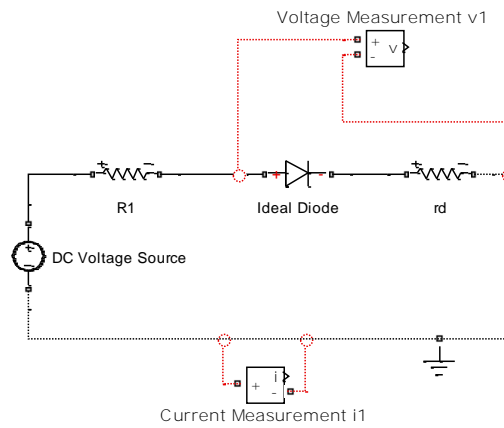 Voltage Measurement v1
+
-
v
R1
Ideal Diode
rd
DC Voltage Source
i
+
-
Current Measurement i1